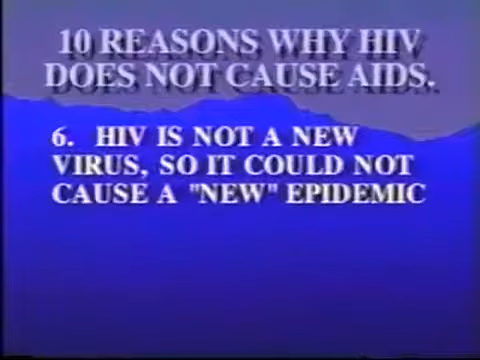 10 REASONS WHY HIV
DOES NOT CAUSE AIDS.
6. HIV IS NOT A NEW
VIRUS, SO IT COULD NOT
CAUSE A "NEW" EPIDEMIC